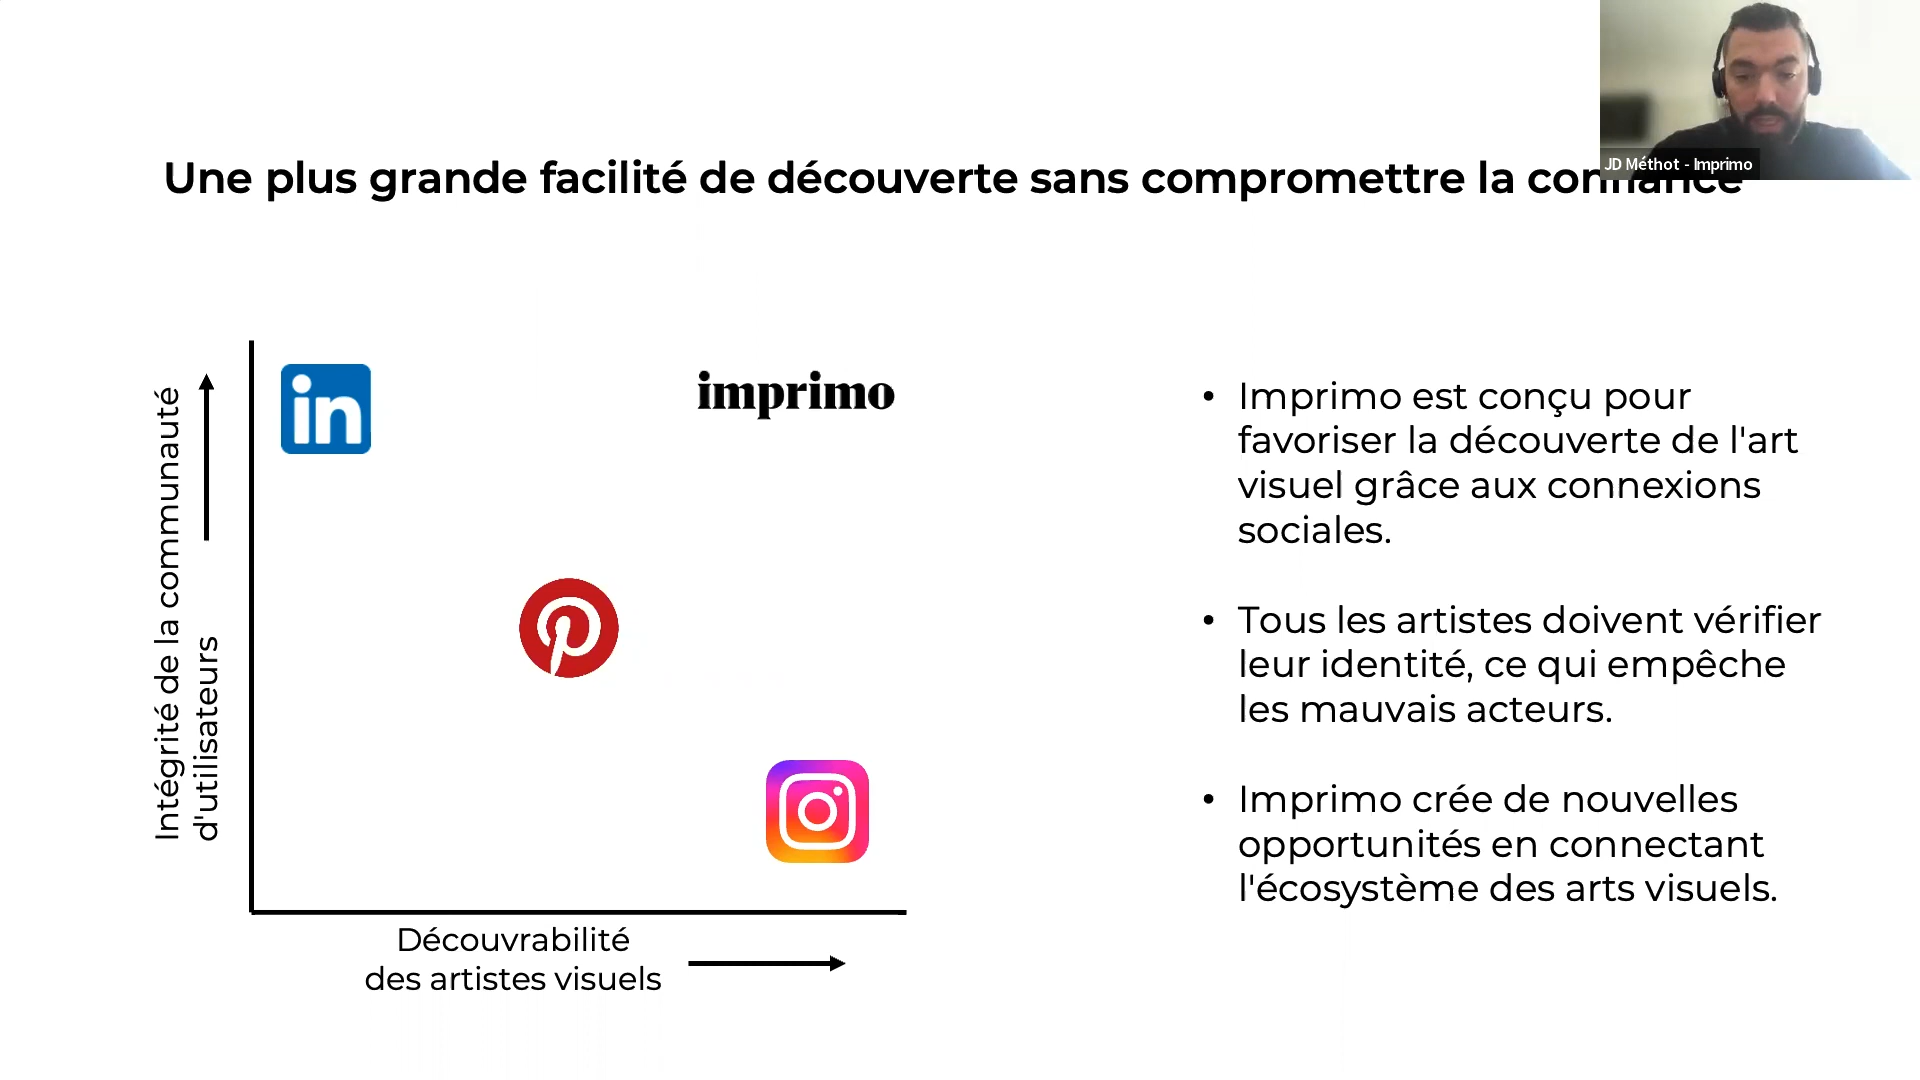 JD Méthot - Imprimo
Une plus grande facilité de découverte sans compromettre la confiance
Intégrité de la communauté
d'utilisateurs
in
imprimo
Découvrabilité
des artistes visuels
• Imprimo est conçu pour
favoriser la découverte de l'art
visuel grâce aux connexions
sociales.
• Tous les artistes doivent vérifier
leur identité, ce qui empêche
les mauvais acteurs.
• Imprimo crée de nouvelles
opportunités en connectant
l'écosystème des arts visuels.